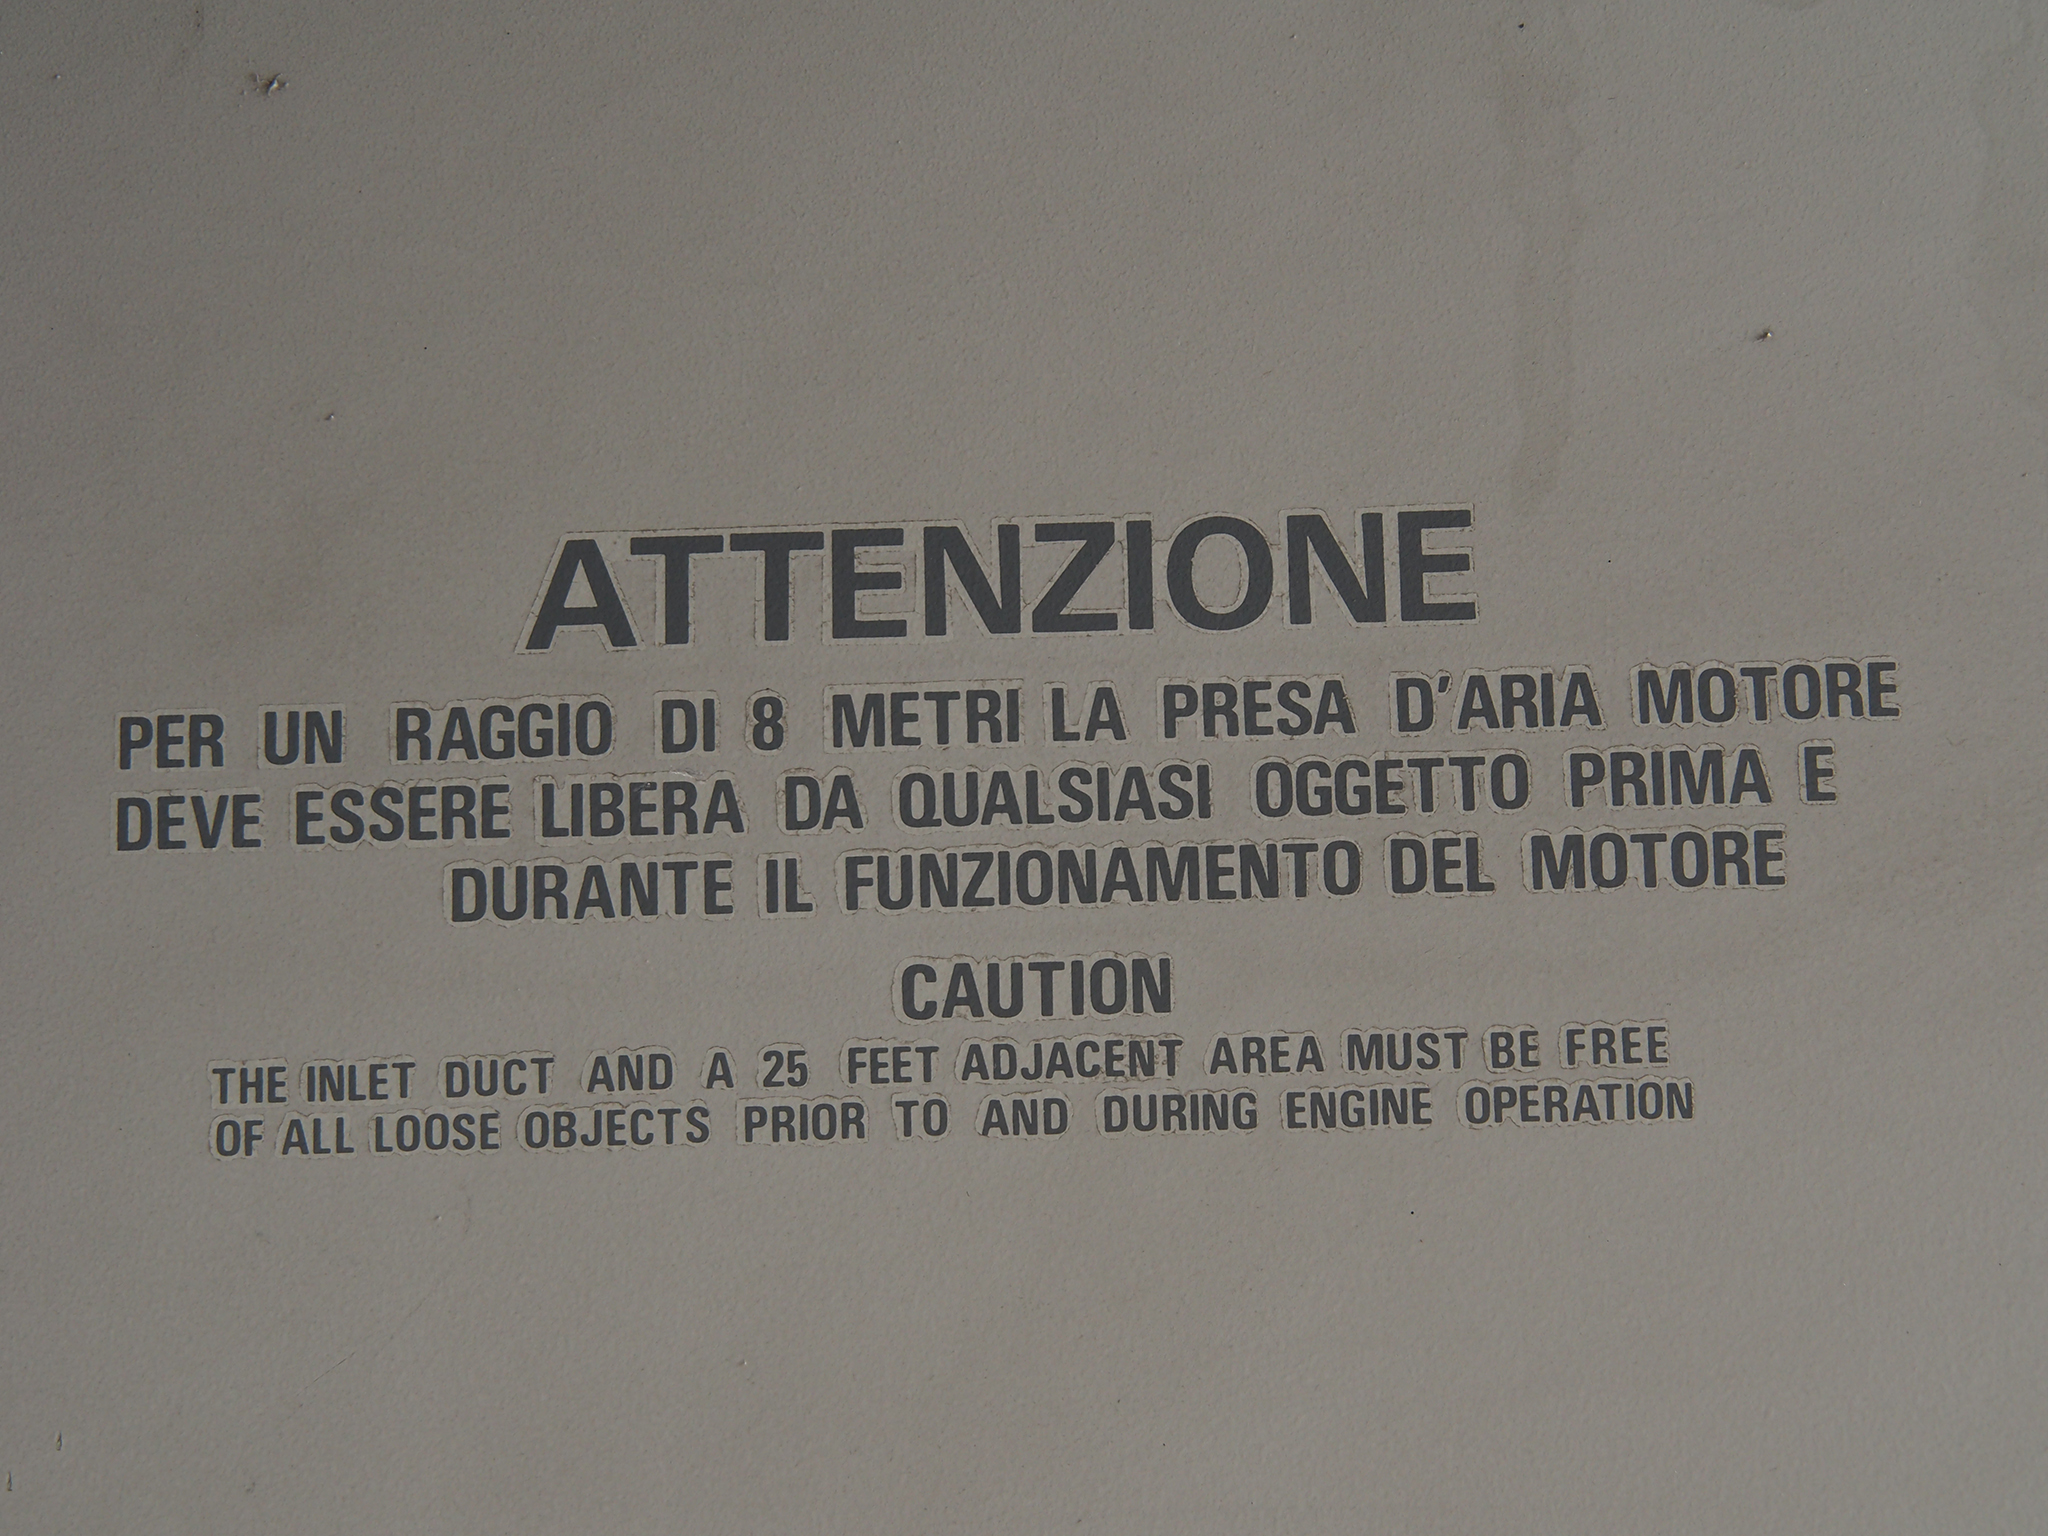 ATTENZIONE
PER UN RAGGIO DI 8 METRI LA PRESA D'ARIA MOTORE
DEVE ESSERE LIBERA DA QUALSIASI OGGETTO PRIMA E
DURANTE IL FUNZIONAMENTO DEL MOTORE
CAUTION
THE INLET DUCT AND A 25 FEET ADJACENT AREA MUST BE FREE
OF ALL LOOSE OBJECTS PRIOR TO AND DURING ENGINE OPERATION